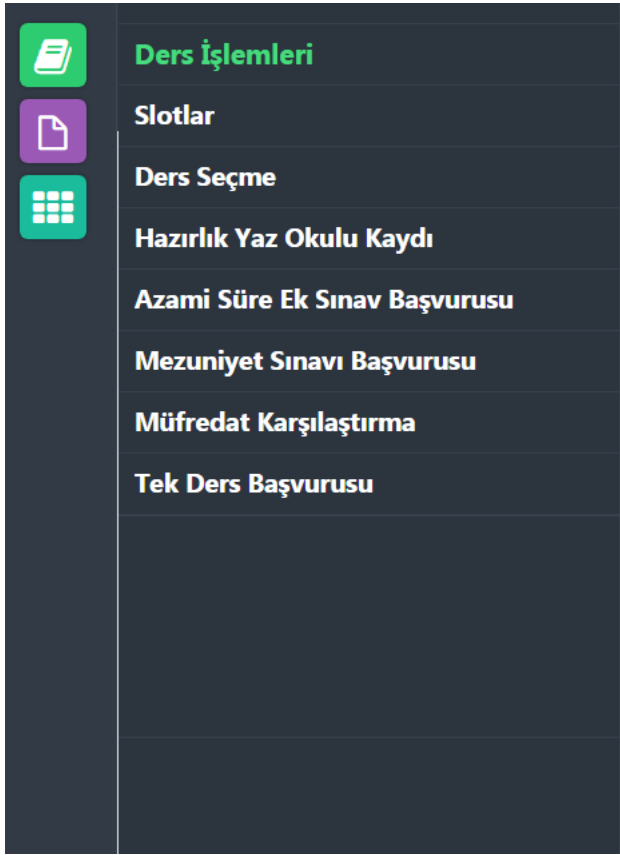 Ders İşlemleri
Slotlar
Ders Seçme
Hazırlık Yaz Okulu Kaydı
Azami Süre Ek Sınav Başvurusu
Mezuniyet Sınavı Başvurusu
Müfredat Karşılaştırma
Tek Ders Başvurusu